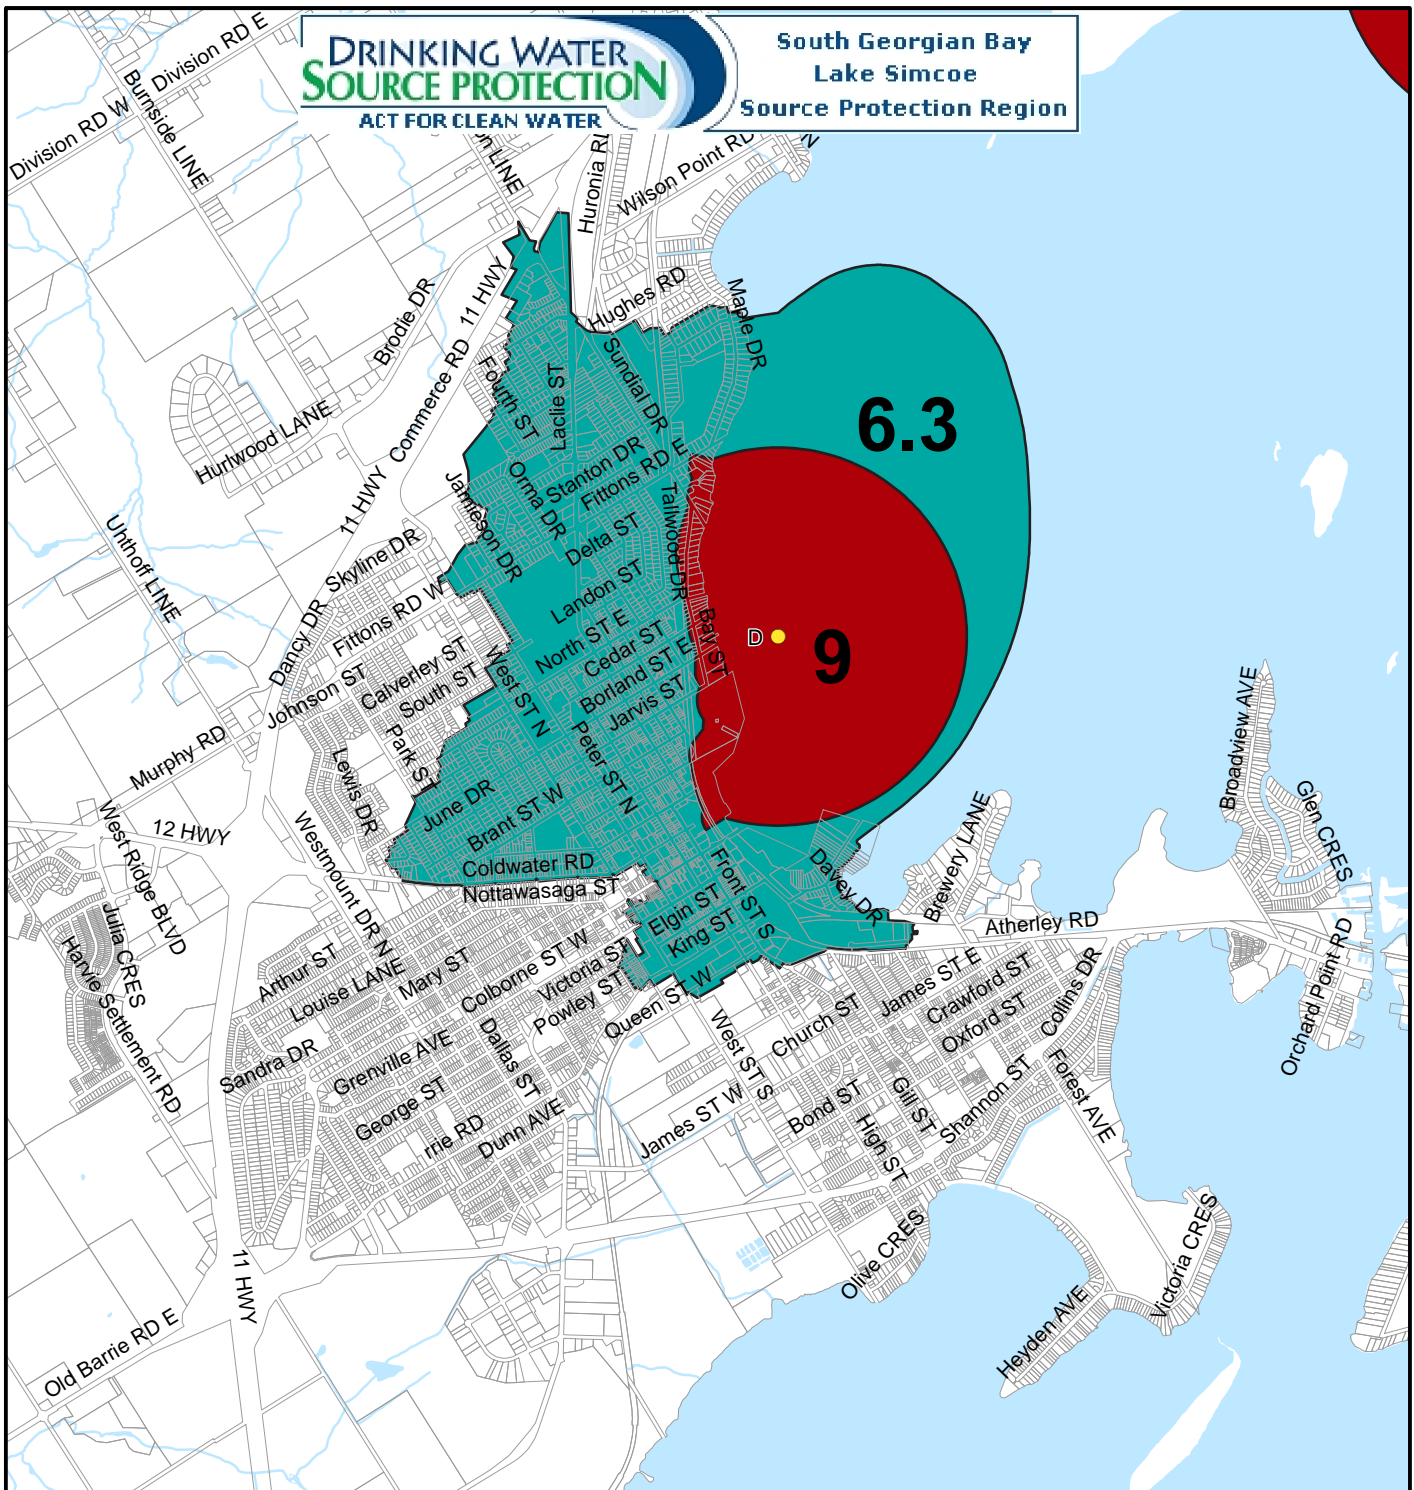 DRINKING WATER
SOURCE PROTECTION
ACT FOR CLEAN WATER
South Georgian Bay
Lake Simcoe
Source Protection Region
Division RD E
Division RD W
Burnside LINE
on LINE
Huronia RD
Wilson Point RD
N
Brodie DR
11 HWY
Commerce RD
11 HWY
Hughes RD
Maple DR
Sundial DR
Laclie ST
Fourth ST
Hurlwood LANE
Stanton DR
Fittons RD E
Orma DR
Jamieson DR
Tallwood DR
Delta ST
Skyline DR
Uhthoff LINE
Landon ST
Fittons RD W
Dancy DR
North ST E
Cedar ST
Bay ST
Borland ST E
Jarvis ST
6.3
D
9
Calverley ST
South ST
Johnson ST
West ST N
Park ST
Peter ST N
Murphy RD
Lewis DR
June DR
Brant ST W
12 HWY
West Ridge BLVD
Westmount DR N
Coldwater RD
Nottawasaga ST
Front ST S
Davey DR
Brewery LANE
Broadview AVE
Glen CRES
Elgin ST
King ST
Atherley RD
Julia CRES
Harvie Settlement RD
Arthur ST
Louise LANE
Mary ST
Colborne ST W
Victoria ST
Powley ST
Queen ST W
James ST E
Crawford ST
Oxford ST
Collins DR
Orchard Point RD
Church ST
West ST S
Sandra DR
Grenville AVE
Dallas ST
George ST
rrie RD
Dunn AVE
James ST W
Bond ST
Gill ST
High ST
Shannon ST
Forest AVE
Olive CRES
Victoria CRES
Heyden AVE
11 HWY
Old Barrie RD E